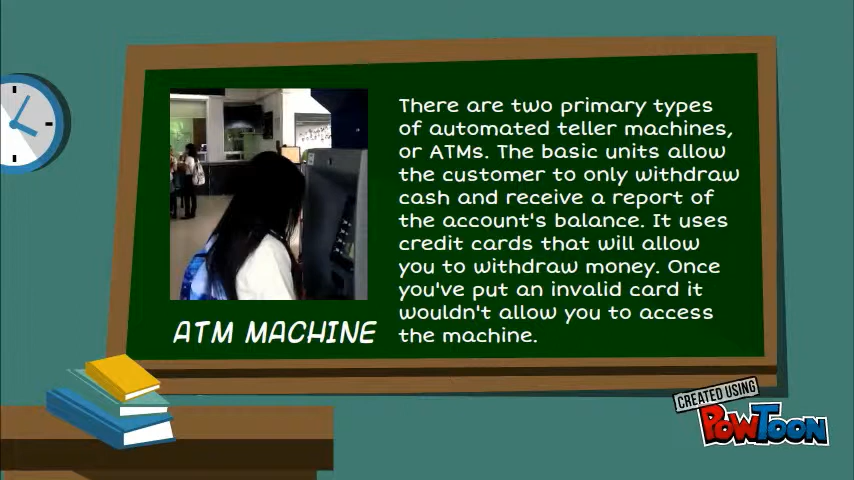 There are two primary types
of automated teller machines,
or ATMs. The basic units allow
the customer to only withdraw
cash and receive a report of
the account's balance. It uses
credit cards that will allow
you to withdraw money. Once
you've put an invalid card it
wouldn't allow you to access
the machine.
ATM MACHINE
CREATED USING
POWTOON